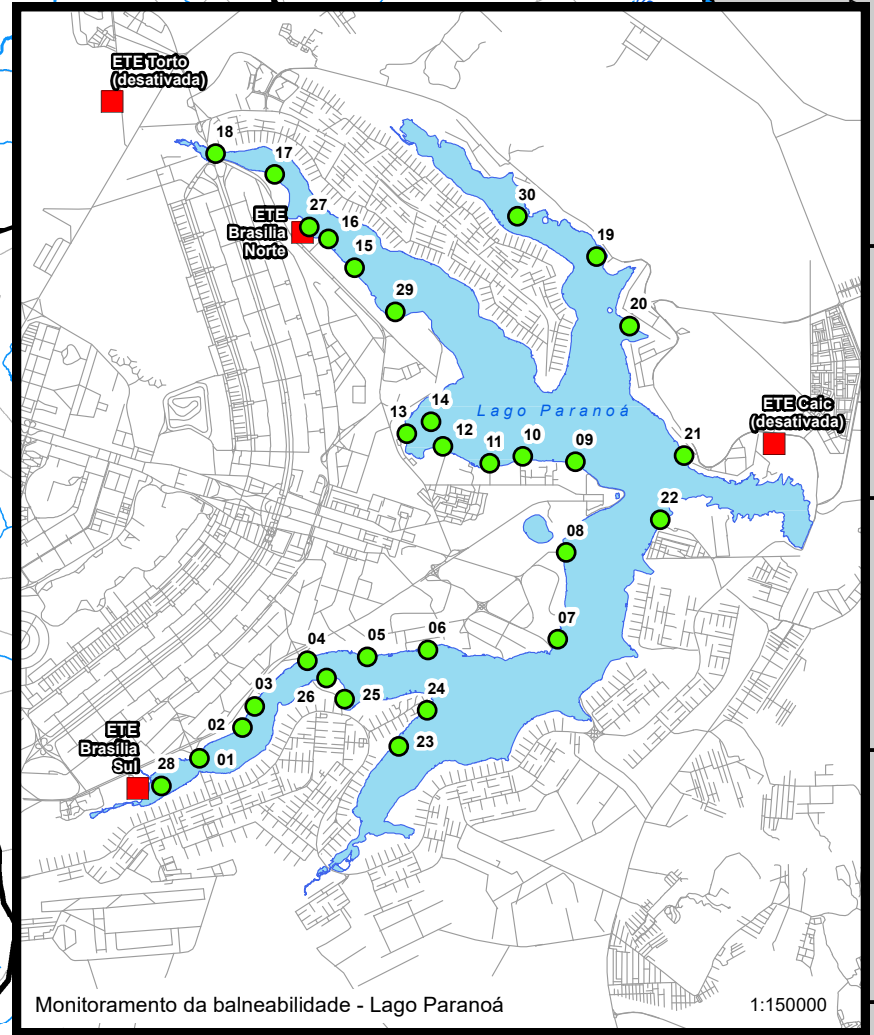 ETE Torto
(desativada)
18
17
30
27
ETE
Brasilia
Norte
16
15
19
29
20
14
Lago Paranoá
ETE Caic
(desativada)
13
12
11
10
09
21
22
08
07
04
05
06
03
26
25
24
02
ETE
Brasília
Sul
01
28
23
Monitoramento da balneabilidade - Lago Paranoá
1:150000